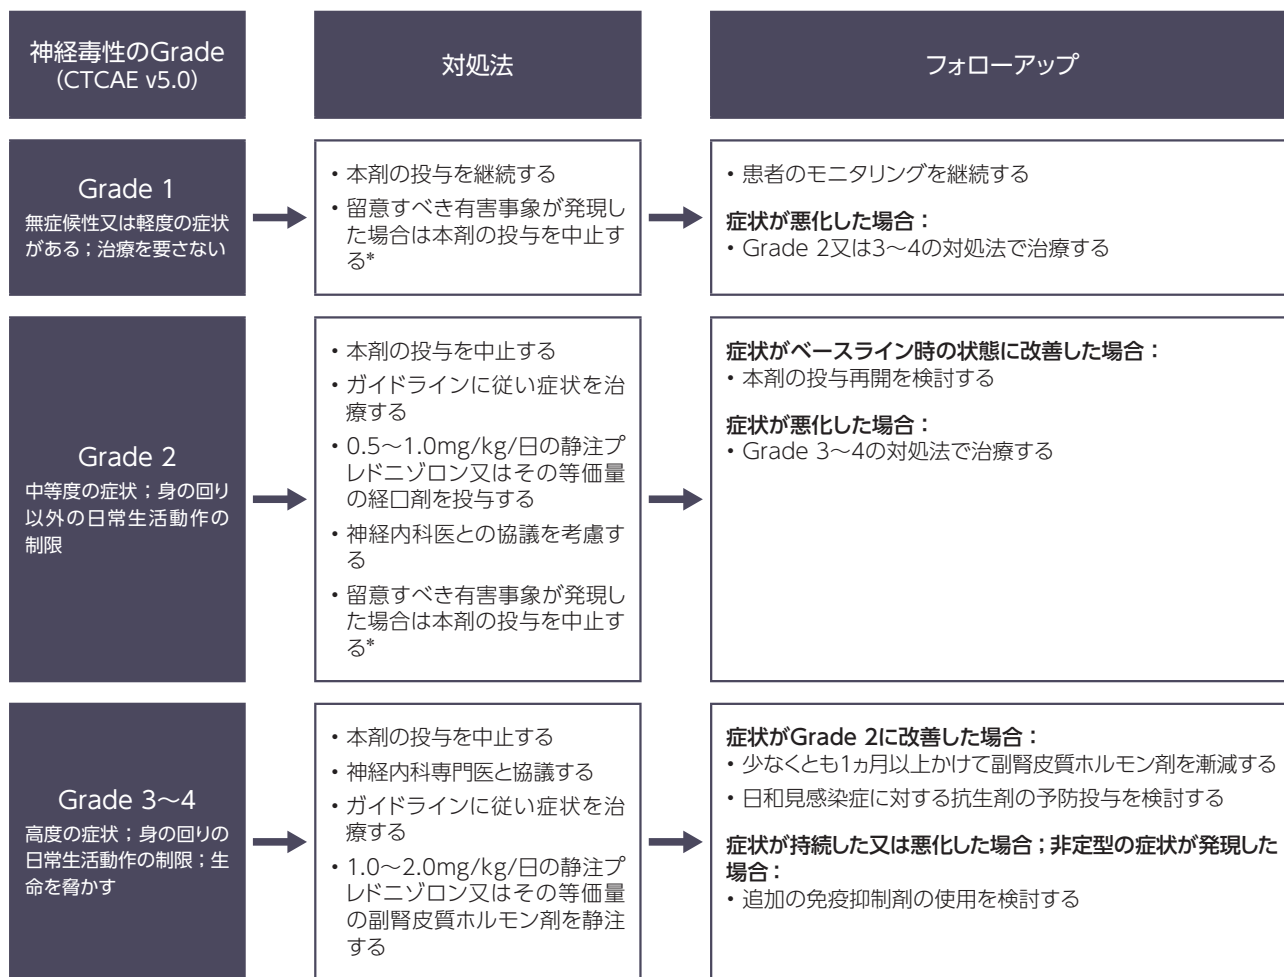 神経毒性のGrade
（CTCAE v5.0）
対処法
フォローアップ
Grade 1
無症候性又は軽度の症状
がある；治療を要さない
・本剤の投与を継続する
・留意すべき有害事象が発現し
た場合は本剤の投与を中止す
る*
・患者のモニタリングを継続する
症状が悪化した場合：
・Grade 2又は3～4の対処法で治療する
Grade 2
中等度の症状；身の回り
以外の日常生活動作の
制限
・本剤の投与を中止する
・ガイドラインに従い症状を治
療する
・0.5～1.0mg/kg/日の静注プ
レドニゾロン又はその等価量
の経口剤を投与する
・神経内科医との協議を考慮す
る
・留意すべき有害事象が発現し
た場合は本剤の投与を中止す
る*
症状がベースライン時の状態に改善した場合：
・本剤の投与再開を検討する
症状が悪化した場合：
・Grade 3～4の対処法で治療する
Grade 3～4
高度の症状；身の回りの
日常生活動作の制限；生
命を脅かす
・本剤の投与を中止する
・神経内科専門医と協議する
・ガイドラインに従い症状を治
療する
・1.0～2.0mg/kg/日の静注プ
レドニゾロン又はその等価量
の副腎皮質ホルモン剤を静注
する
症状がGrade 2に改善した場合：
・少なくとも1ヵ月以上かけて副腎皮質ホルモン剤を漸減する
・日和見感染症に対する抗生剤の予防投与を検討する
症状が持続した又は悪化した場合；非定型の症状が発現した
場合：
・追加の免疫抑制剤の使用を検討する